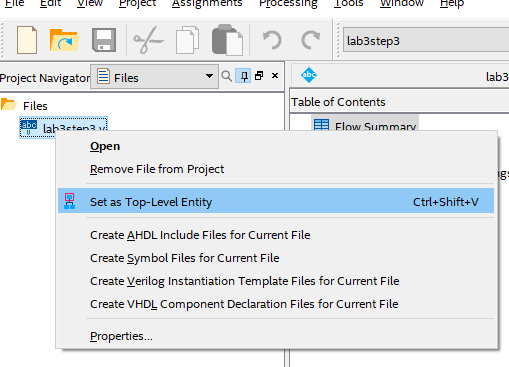 File Edit View Project Assignments Processing Tools Window Help
lab3step3
Project Navigator Files
abc lab3
Table of Contents
Files
abc lab3step3.v
Flow Summary
Open
Remove File from Project
Set as Top-Level Entity Ctrl+Shift+V
Create AHDL Include Files for Current File
Create Symbol Files for Current File
Create Verilog Instantiation Template Files for Current File
Create VHDL Component Declaration Files for Current File
Properties...